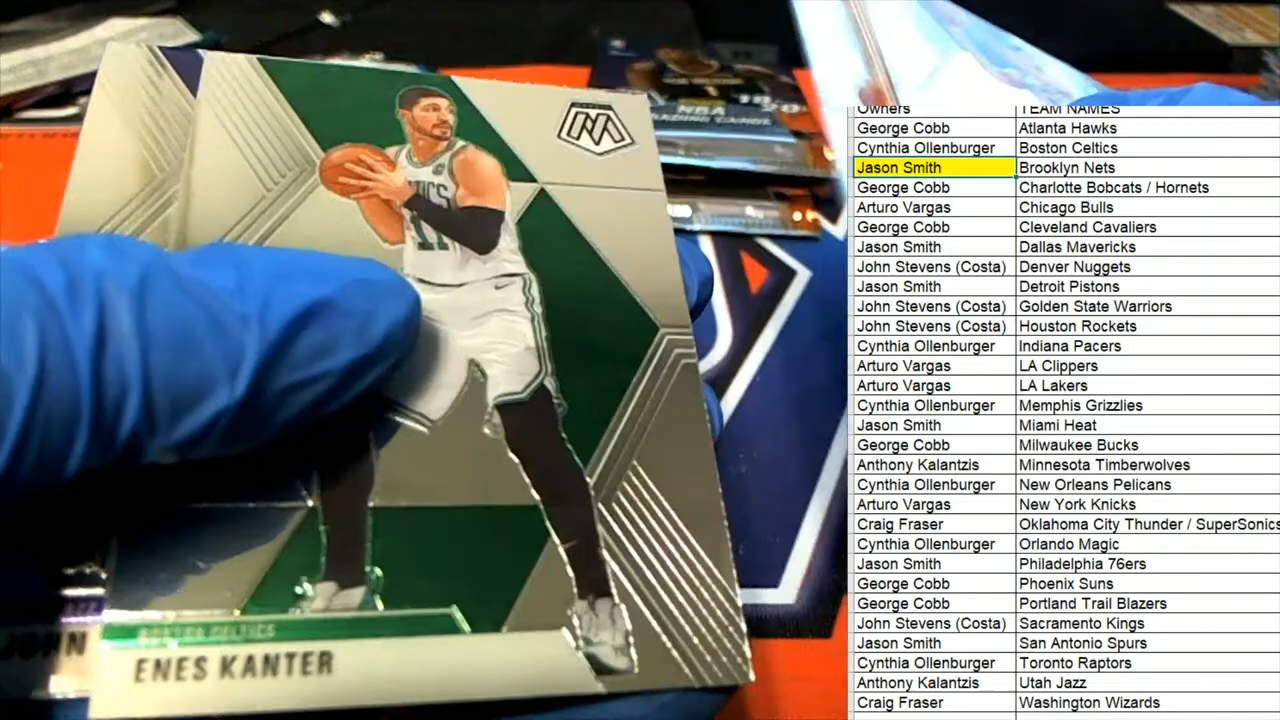 Owners TEAM NAMES
George Cobb Atlanta Hawks
Cynthia Ollenburger Boston Celtics
Jason Smith Brooklyn Nets
George Cobb Charlotte Bobcats / Hornets
Arturo Vargas Chicago Bulls
George Cobb Cleveland Cavaliers
Jason Smith Dallas Mavericks
John Stevens (Costa) Denver Nuggets
Jason Smith Detroit Pistons
John Stevens (Costa) Golden State Warriors
John Stevens (Costa) Houston Rockets
Cynthia Ollenburger Indiana Pacers
Arturo Vargas LA Clippers
Arturo Vargas LA Lakers
Cynthia Ollenburger Memphis Grizzlies
Jason Smith Miami Heat
George Cobb Milwaukee Bucks
Anthony Kalantzis Minnesota Timberwolves
Cynthia Ollenburger New Orleans Pelicans
Arturo Vargas New York Knicks
Craig Fraser Oklahoma City Thunder / SuperSonics
Cynthia Ollenburger Orlando Magic
Jason Smith Philadelphia 76ers
George Cobb Phoenix Suns
George Cobb Portland Trail Blazers
John Stevens (Costa) Sacramento Kings
Jason Smith San Antonio Spurs
Cynthia Ollenburger Toronto Raptors
Anthony Kalantzis Utah Jazz
Craig Fraser Washington Wizards
NBA
TRADING CARDS
M
11
BOSTON CELTICS
ENES KANTER
JOHN